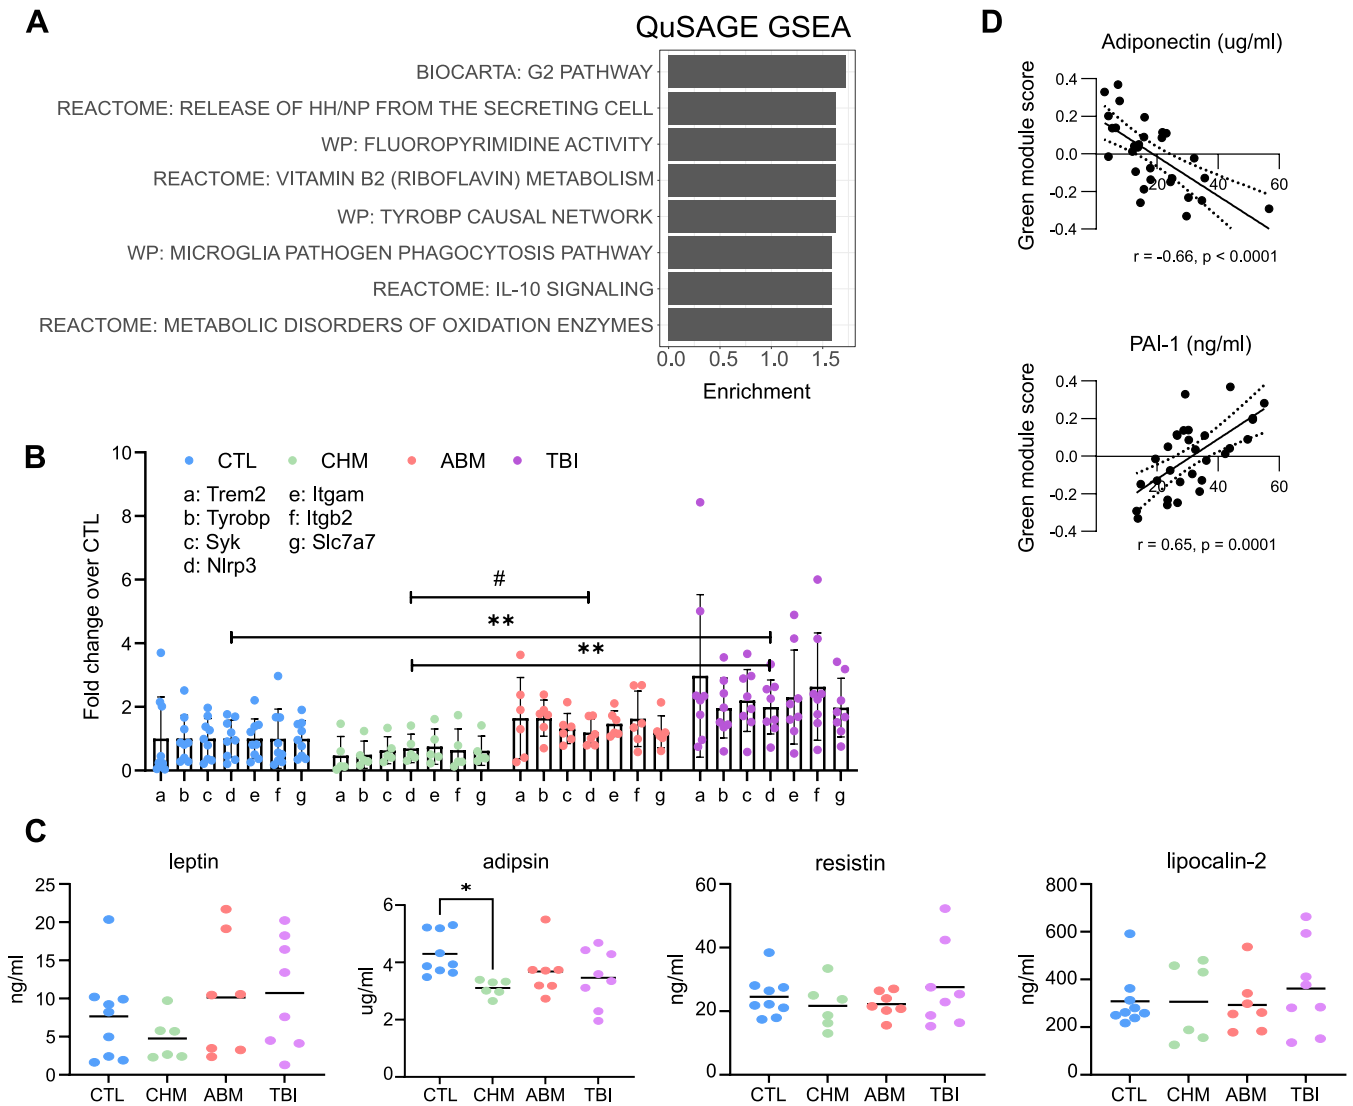 A
QuSAGE GSEA
BIOCARTA: G2 PATHWAY
REACTOME: RELEASE OF HH/NP FROM THE SECRETING CELL
WP: FLUOROPYRIMIDINE ACTIVITY
REACTOME: VITAMIN B2 (RIBOFLAVIN) METABOLISM
WP: TYROBP CAUSAL NETWORK
WP: MICROGLIA PATHOGEN PHAGOCYTOSIS PATHWAY
REACTOME: IL-10 SIGNALING
REACTOME: METABOLIC DISORDERS OF OXIDATION ENZYMES
0.0 0.5 1.0 1.5
Enrichment
D
Adiponectin (ug/ml)
Green module score
0.4
0.2
0.0
-0.2
-0.4
20 40 60
r = -0.66, p < 0.0001
PAI-1 (ng/ml)
Green module score
0.4
0.2
0.0
-0.2
-0.4
20 40 60
r = 0.65, p = 0.0001
B
Fold change over CTL
10
8
6
4
2
0
CTL CHM ABM TBI
a: Trem2 e: Itgam
b: Tyrobp f: Itgb2
c: Syk g: Slc7a7
d: Nlrp3
#
**
**
a b c d e f g a b c d e f g a b c d e f g a b c d e f g
C
leptin
ng/ml
25
20
15
10
5
0
CTL CHM ABM TBI
adipsin
ug/ml
6
4
2
0
*
CTL CHM ABM TBI
resistin
ng/ml
60
40
20
0
CTL CHM ABM TBI
lipocalin-2
ng/ml
800
600
400
200
0
CTL CHM ABM TBI